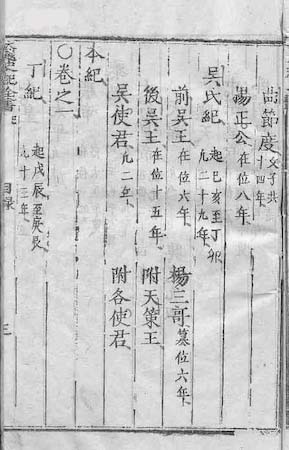 節度父子共十四年
楊正公在位八年
吳氏紀起己亥至丁卯凡二十九年
前吳王在位六年 楊三哥篡位六年
後吳王在位十五年 附天策王
吳使君凡二年 附各使君
本紀
○卷之一
丁紀起戊辰至庚辰凡十三年
記全書 目錄 三